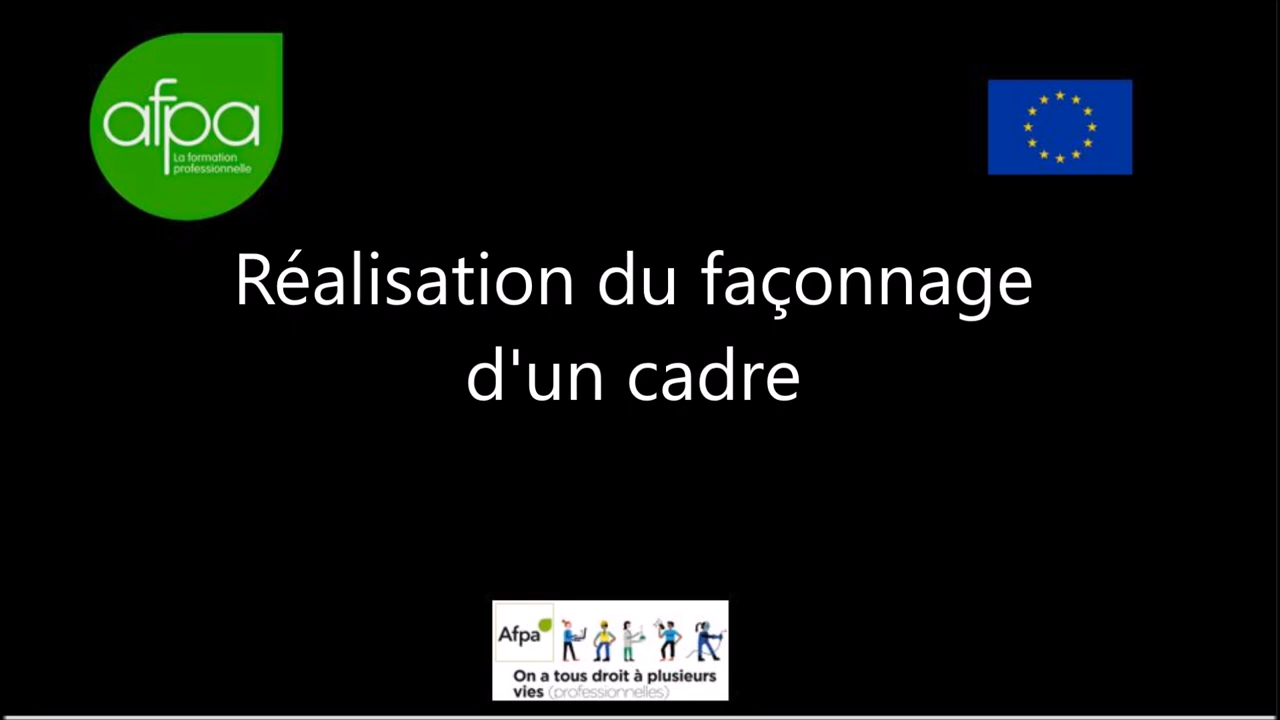 afpa
La formation
professionnelle
Réalisation du façonnage
d'un cadre
Afpa
On a tous droit à plusieurs
vies (professionnelles)